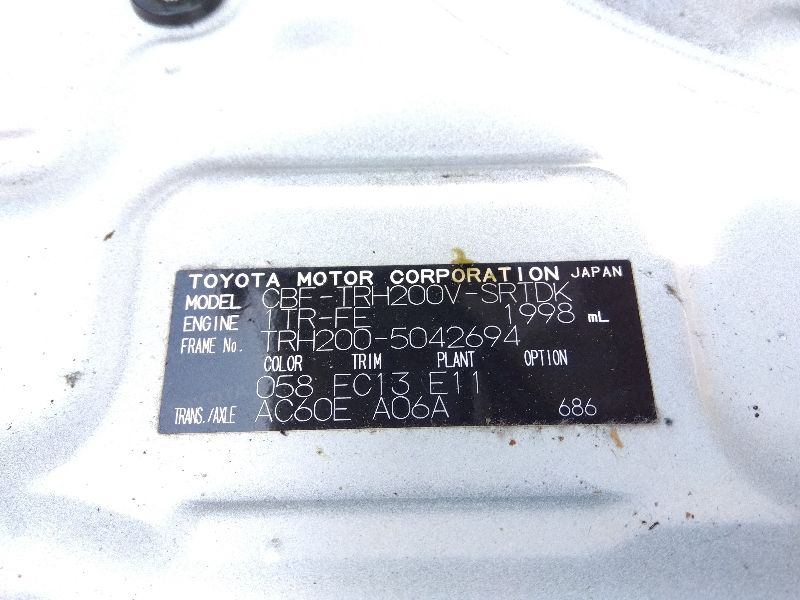 TOYOTA MOTOR CORPORATION JAPAN
MODEL CBF-TRH200V-SRTDK
ENGINE 1TR-FE 1998 mL
FRAME No. TRH200-5042694
COLOR TRIM PLANT OPTION
058 FC13 E11
TRANS./AXLE AC60E A06A 686